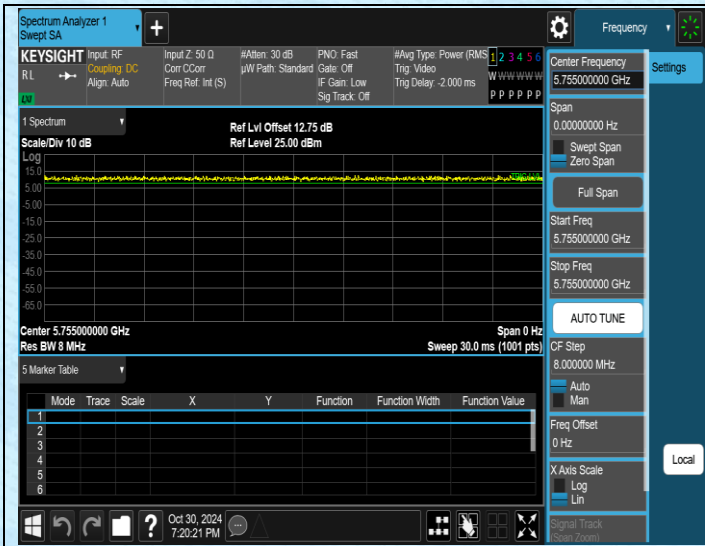 Spectrum Analyzer 1
Swept SA
Frequency
KEYSIGHT
RL
LXI
Input: RF
Coupling: DC
Align: Auto
Input Z: 50 Ω
Corr CCorr
Freq Ref: Int (S)
#Atten: 30 dB
µW Path: Standard
PNO: Fast
Gate: Off
IF Gain: Low
Sig Track: Off
#Avg Type: Power (RMS
Trig: Video
Trig Delay: -2.000 ms
1 2 3 4 5 6
W W W W W W
P P P P P P
Center Frequency
5.755000000 GHz
Settings
Span
0.00000000 Hz
Swept Span
Zero Span
Full Span
Start Freq
5.755000000 GHz
Stop Freq
5.755000000 GHz
AUTO TUNE
CF Step
8.000000 MHz
Auto
Man
Freq Offset
0 Hz
X Axis Scale
Log
Lin
Signal Track
(Span Zoom)
Local
1 Spectrum
Scale/Div 10 dB
Ref Lvl Offset 12.75 dB
Ref Level 25.00 dBm
Log
15.0
5.00
-5.00
-15.0
-25.0
-35.0
-45.0
-55.0
-65.0
Center 5.755000000 GHz
Span 0 Hz
Res BW 8 MHz
Sweep 30.0 ms (1001 pts)
5 Marker Table
Mode Trace Scale X Y Function Function Width Function Value
1
2
3
4
5
6
?
Oct 30, 2024
7:20:21 PM